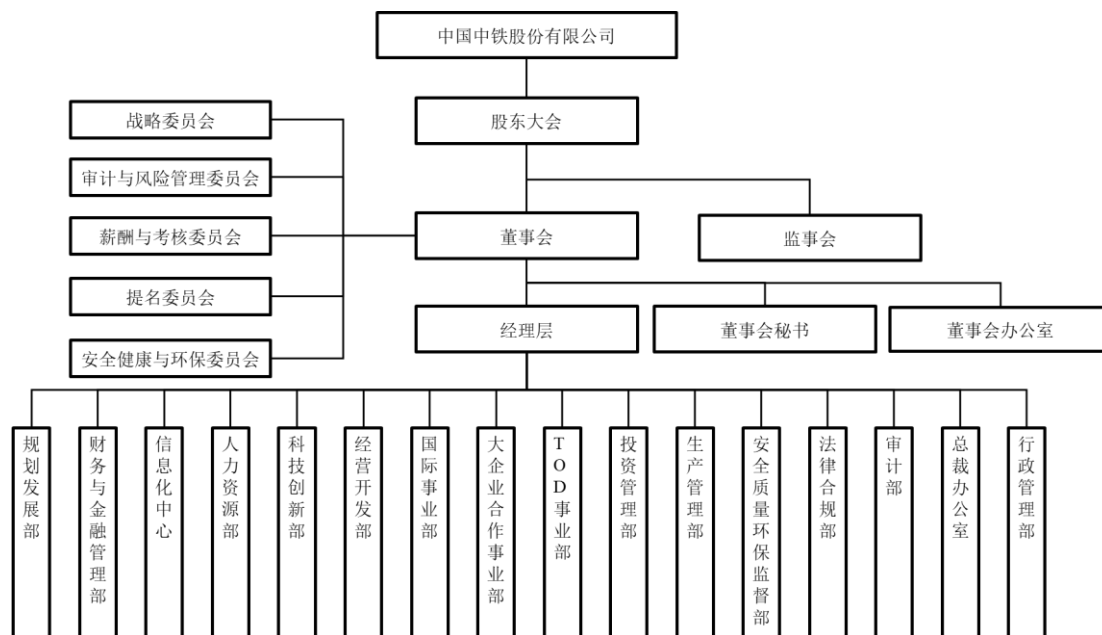 中国中铁股份有限公司
股东大会
战略委员会
审计与风险管理委员会
薪酬与考核委员会
董事会
监事会
提名委员会
经理层
董事会秘书
董事会办公室
安全健康与环保委员会
规划发展部
财务与金融管理部
信息化中心
人力资源部
科技创新部
经营开发部
国际事业部
大企业合作事业部
TOD事业部
投资管理部
生产管理部
安全质量环保监督部
法律合规部
审计部
总裁办公室
行政管理部